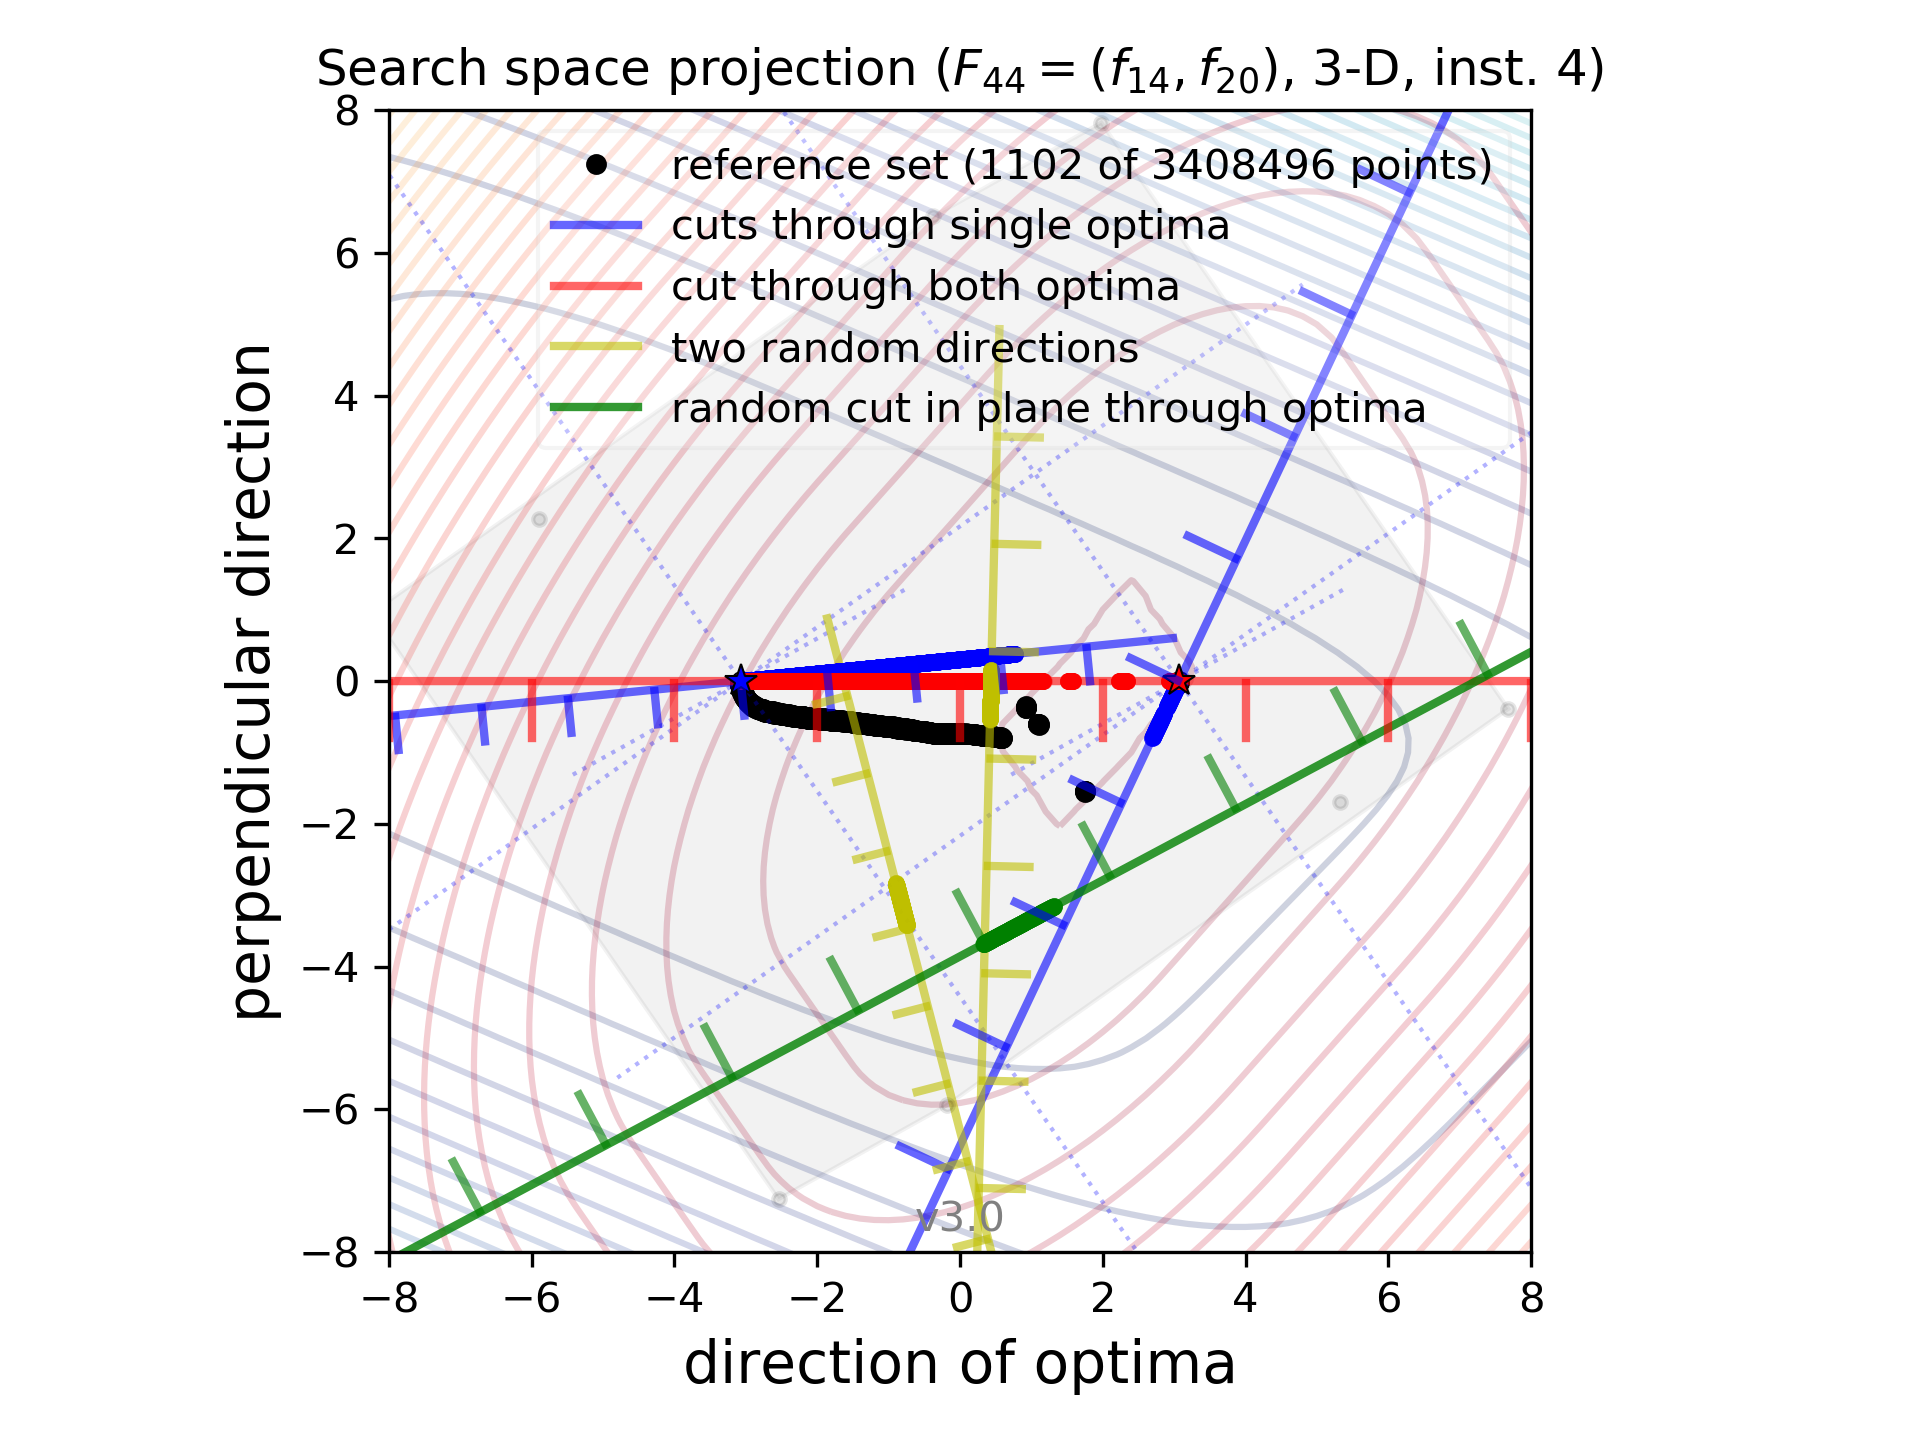 Search space projection (F44 = (f14, f20), 3-D, inst. 4)
reference set (1102 of 3408496 points)
cuts through single optima
cut through both optima
two random directions
random cut in plane through optima
perpendicular direction
8
6
4
2
0
−2
−4
−6
−8
v3.0
−8 −6 −4 −2 0 2 4 6 8
direction of optima